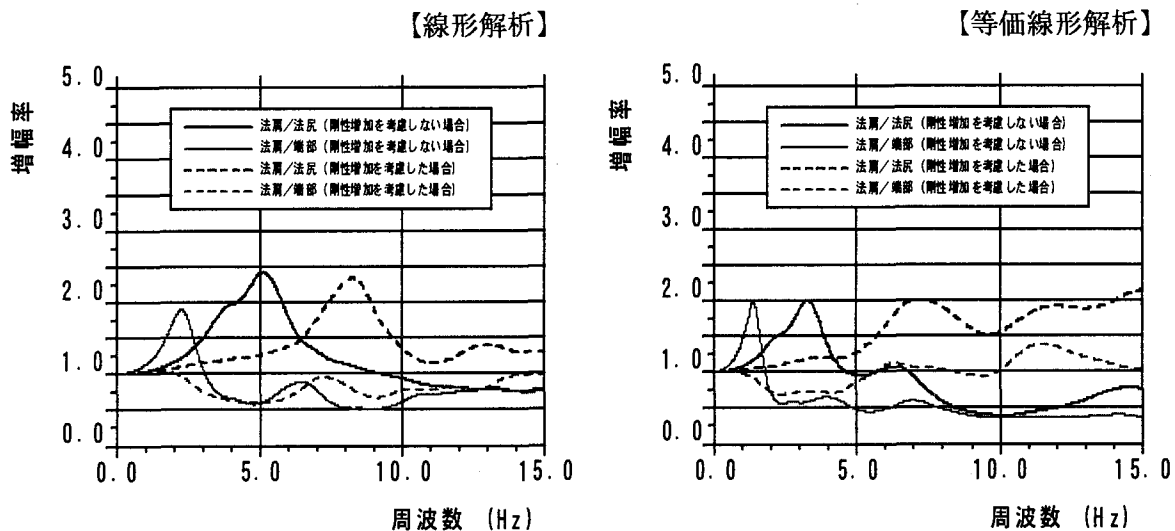 【線形解析】
増幅率
5.0
4.0
3.0
2.0
1.0
0.0
法肩/法尻 (剛性増加を考慮しない場合)
法肩/端部 (剛性増加を考慮しない場合)
法肩/法尻 (剛性増加を考慮した場合)
法肩/端部 (剛性増加を考慮した場合)
0.0 5.0 10.0 15.0
周波数 (Hz)
【等価線形解析】
増幅率
5.0
4.0
3.0
2.0
1.0
0.0
法肩/法尻 (剛性増加を考慮しない場合)
法肩/端部 (剛性増加を考慮しない場合)
法肩/法尻 (剛性増加を考慮した場合)
法肩/端部 (剛性増加を考慮した場合)
0.0 5.0 10.0 15.0
周波数 (Hz)